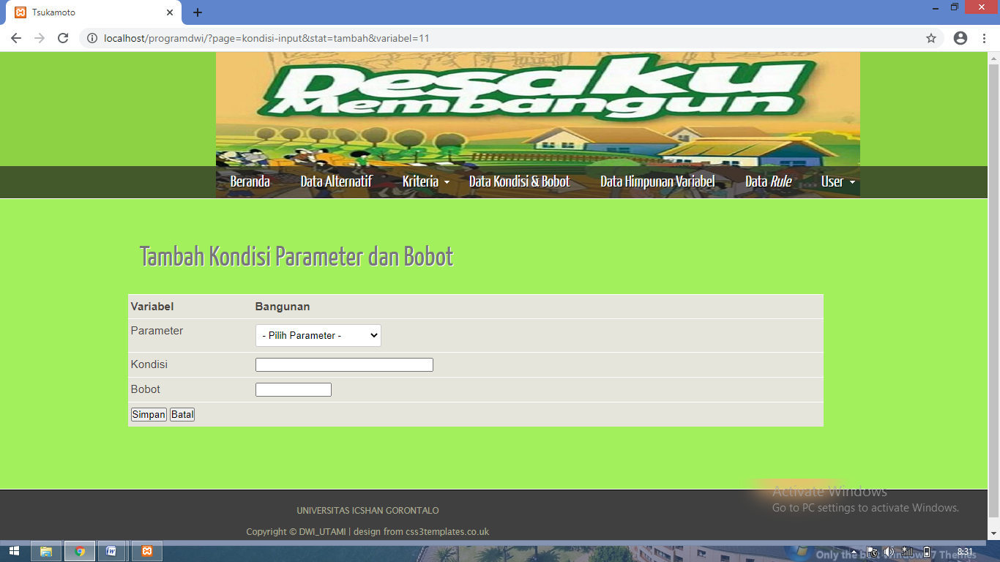 Tsukamoto
localhost/programdwi/?page=kondisi-input&stat=tambah&variabel=11
Desaku
Membangun
Beranda Data Alternatif Kriteria Data Kondisi & Bobot Data Himpunan Variabel Data Rule User
Tambah Kondisi Parameter dan Bobot
Variabel Bangunan
Parameter - Pilih Parameter -
Kondisi
Bobot
Simpan Batal
UNIVERSITAS ICSHAN GORONTALO
Copyright © DWI_UTAMI | design from css3templates.co.uk
Activate Windows
Go to PC settings to activate Windows.
Only the best Windows 7 Themes
8:31